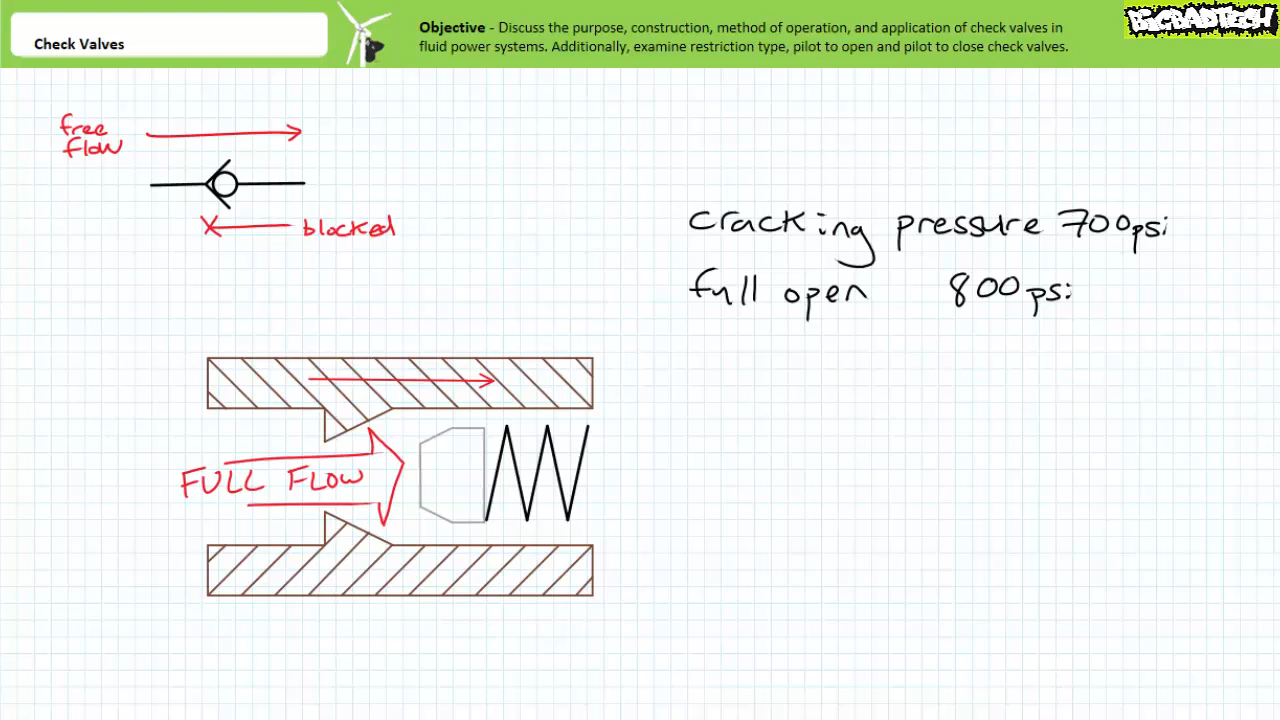 Check Valves
Objective - Discuss the purpose, construction, method of operation, and application of check valves in
fluid power systems. Additionally, examine restriction type, pilot to open and pilot to close check valves.
BIGBADTECH
free
flow
blocked
cracking pressure 700psi
full open 800psi
FULL FLOW